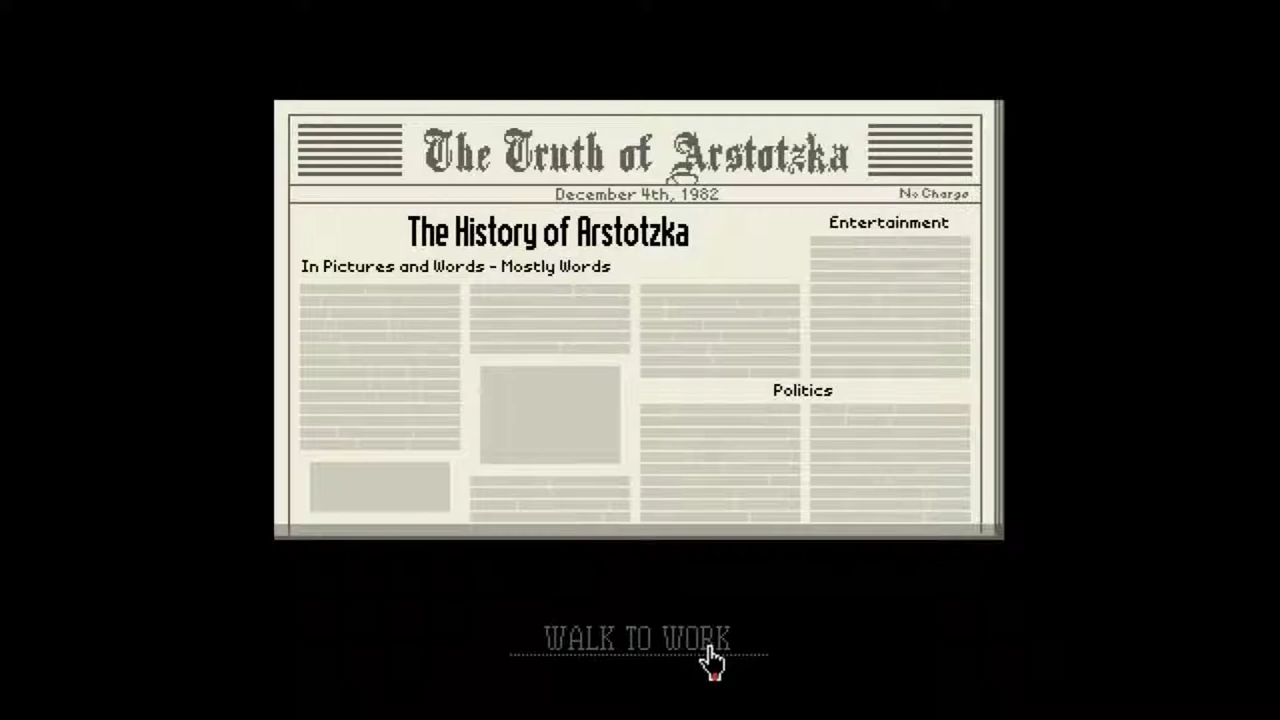 The Truth of Arstotzka
December 4th, 1982
No Charge
The History of Arstotzka
In Pictures and Words - Mostly Words
Entertainment
Politics
WALK TO WORK